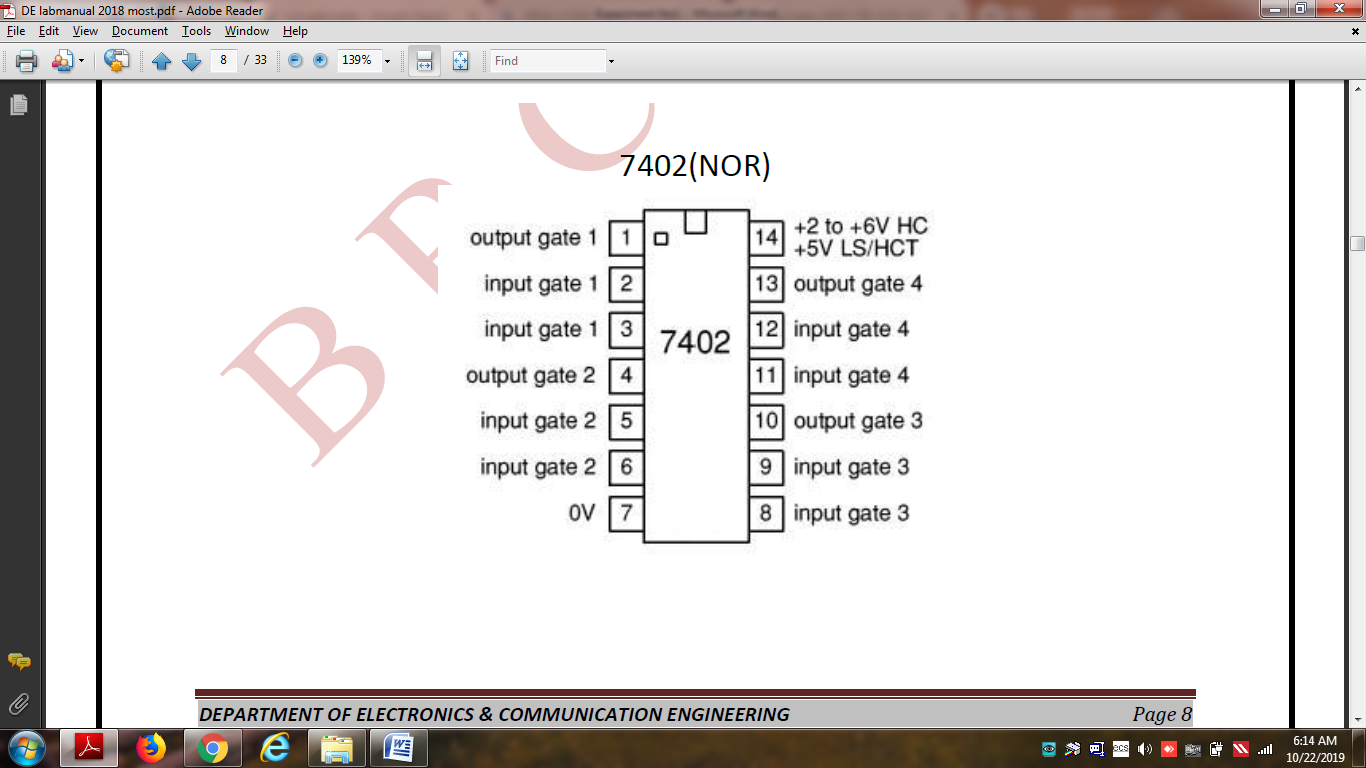 DE labmanual 2018 most.pdf - Adobe Reader
File Edit View Document Tools Window Help
8 / 33 139% Find
7402(NOR)
output gate 1 1 14 +2 to +6V HC
+5V LS/HCT
input gate 1 2 13 output gate 4
input gate 1 3 7402 12 input gate 4
output gate 2 4 11 input gate 4
input gate 2 5 10 output gate 3
input gate 2 6 9 input gate 3
0V 7 8 input gate 3
B
DEPARTMENT OF ELECTRONICS & COMMUNICATION ENGINEERING Page 8
ecs 6:14 AM
10/22/2019